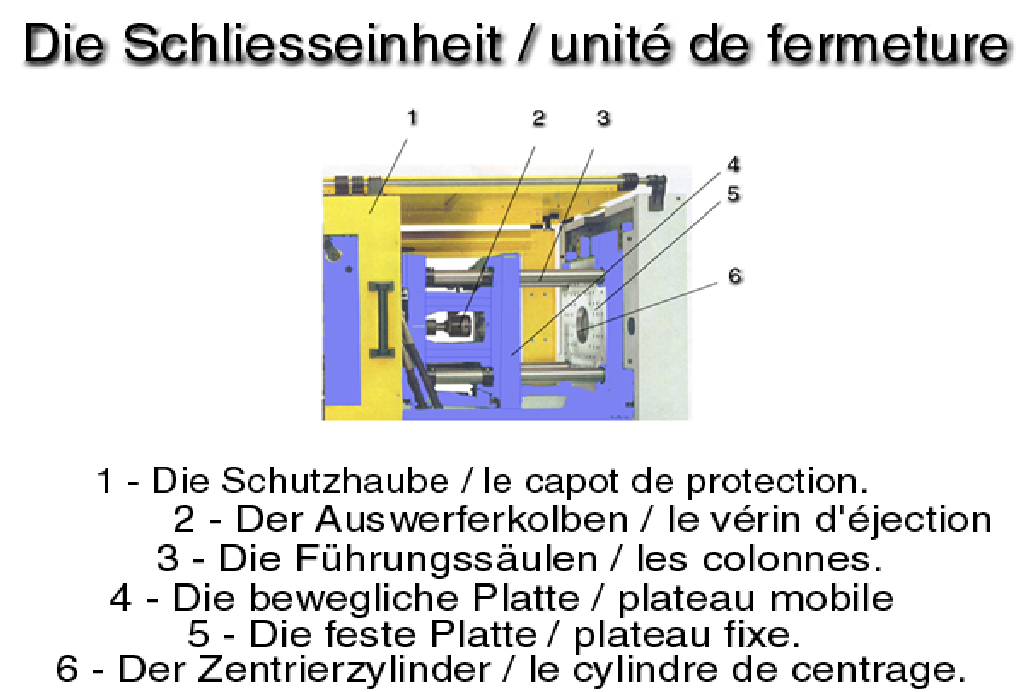 Die Schliesseinheit / unité de fermeture
1
2
3
4
5
6
1 - Die Schutzhaube / le capot de protection.
2 - Der Auswerferkolben / le vérin d'éjection
3 - Die Führungssäulen / les colonnes.
4 - Die bewegliche Platte / plateau mobile
5 - Die feste Platte / plateau fixe.
6 - Der Zentrierzylinder / le cylindre de centrage.